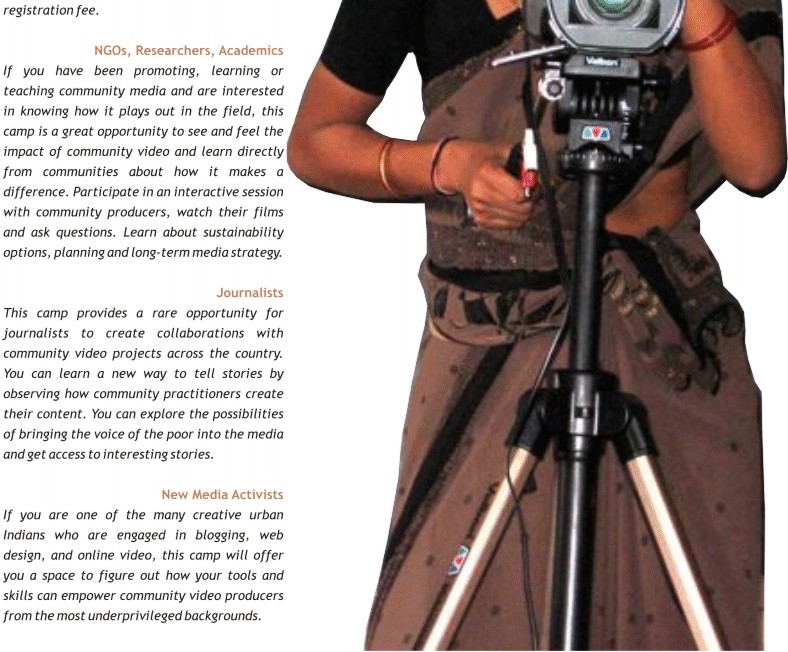 registration fee.
NGOs, Researchers, Academics
If you have been promoting, learning or
teaching community media and are interested
in knowing how it plays out in the field, this
camp is a great opportunity to see and feel the
impact of community video and learn directly
from communities about how it makes a
difference. Participate in an interactive session
with community producers, watch their films
and ask questions. Learn about sustainability
options, planning and long-term media strategy.
Journalists
This camp provides a rare opportunity for
journalists to create collaborations with
community video projects across the country.
You can learn a new way to tell stories by
observing how community practitioners create
their content. You can explore the possibilities
of bringing the voice of the poor into the media
and get access to interesting stories.
New Media Activists
If you are one of the many creative urban
Indians who are engaged in blogging, web
design, and online video, this camp will offer
you a space to figure out how your tools and
skills can empower community video producers
from the most underprivileged backgrounds.
Velbon